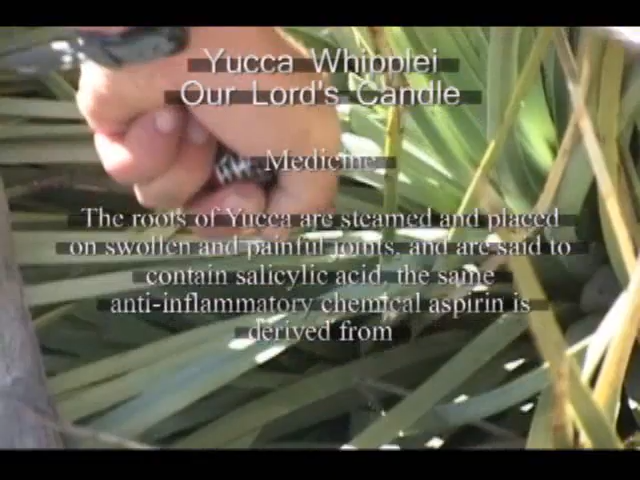 Yucca Whipplei
Our Lord's Candle
Medicine
The roots of Yucca are steamed and placed
on swollen and painful joints, and are said to
contain salicylic acid, the same
anti-inflammatory chemical aspirin is
derived from